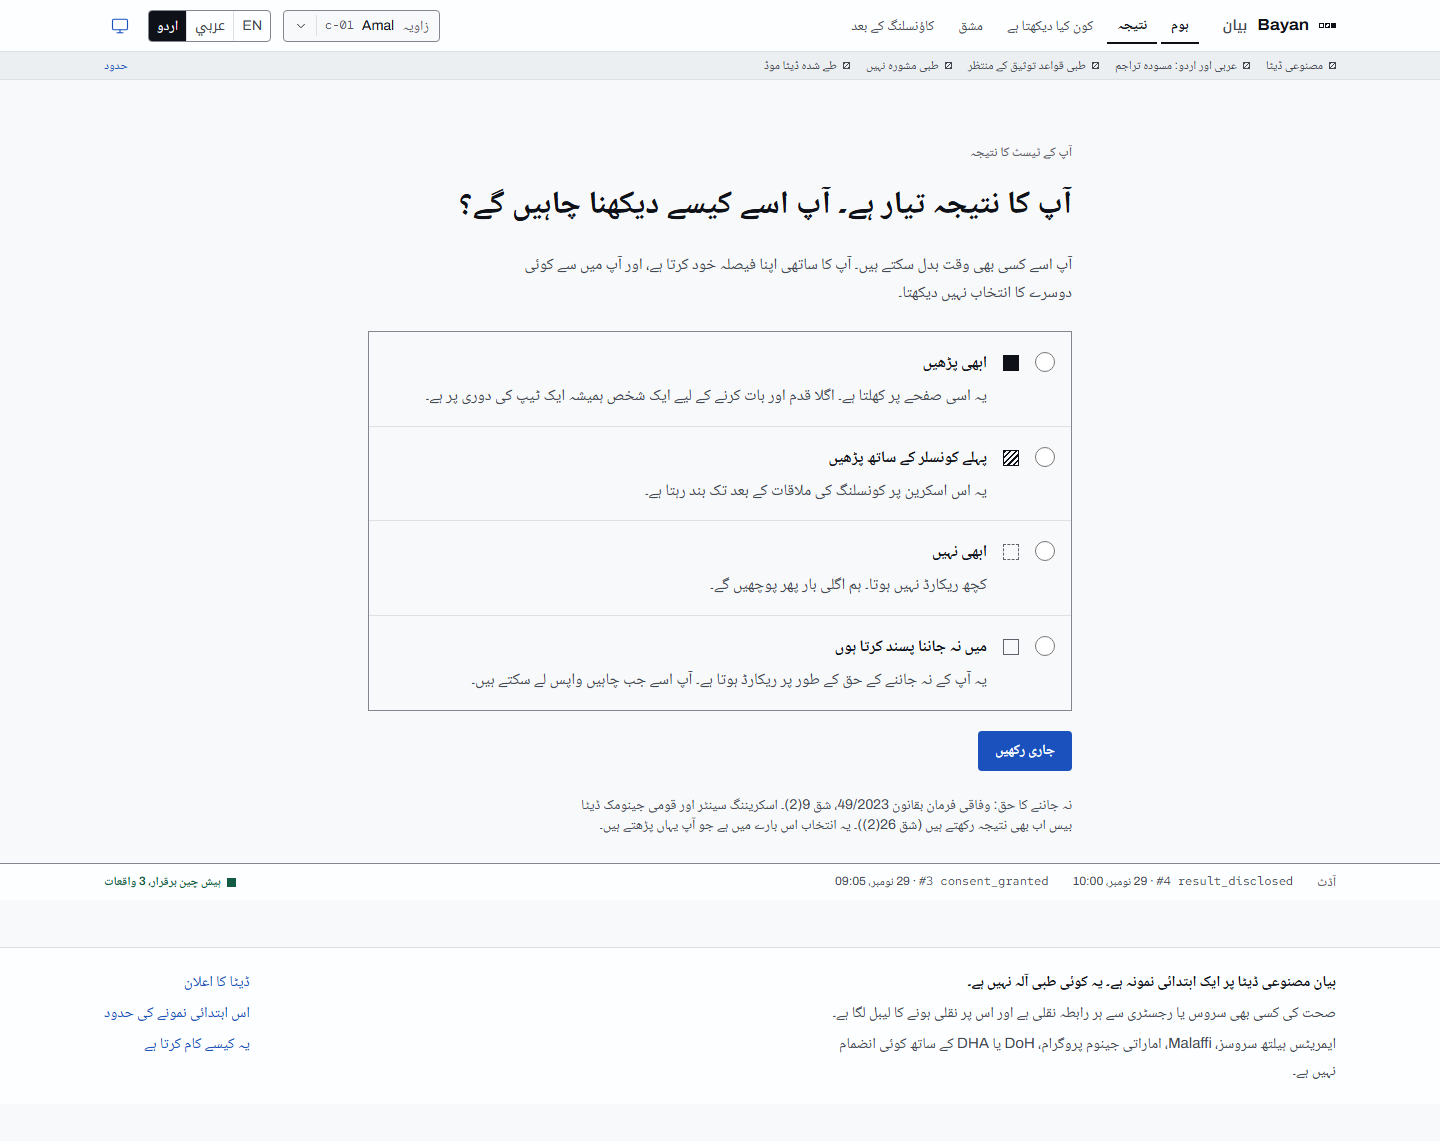 Bayan بیان
ہوم
نتیجہ
کون کیا دیکھتا ہے
مشق
کاؤنسلنگ کے بعد
زاویہ Amal c-01
EN عربي اردو
مصنوعی ڈیٹا
عربی اور اردو: مسودہ تراجم
طبی قواعد توثیق کے منتظر
طبی مشورہ نہیں
طے شدہ ڈیٹا موڈ
حدود
آپ کے ٹیسٹ کا نتیجہ
آپ کا نتیجہ تیار ہے۔ آپ اسے کیسے دیکھنا چاہیں گے؟
آپ اسے کسی بھی وقت بدل سکتے ہیں۔ آپ کا ساتھی اپنا فیصلہ خود کرتا ہے، اور آپ میں سے کوئی
دوسرے کا انتخاب نہیں دیکھتا۔
ابھی پڑھیں
یہ اسی صفحے پر کھلتا ہے۔ اگلا قدم اور بات کرنے کے لیے ایک شخص ہمیشہ ایک ٹیپ کی دوری پر ہے۔
پہلے کونسلر کے ساتھ پڑھیں
یہ اس اسکرین پر کونسلنگ کی ملاقات کے بعد تک بند رہتا ہے۔
ابھی نہیں
کچھ ریکارڈ نہیں ہوتا۔ ہم اگلی بار پھر پوچھیں گے۔
میں نہ جاننا پسند کرتا ہوں
یہ آپ کے نہ جاننے کے حق کے طور پر ریکارڈ ہوتا ہے۔ آپ اسے جب چاہیں واپس لے سکتے ہیں۔
جاری رکھیں
نہ جاننے کا حق: وفاقی فرمان بقانون 49/2023، شق 9(2)۔ اسکریننگ سینٹر اور قومی جینومک ڈیٹا
بیس اب بھی نتیجہ رکھتے ہیں (شق 26(2))۔ یہ انتخاب اس بارے میں ہے جو آپ یہاں پڑھتے ہیں۔
آڈٹ
result_disclosed #4 · 29 نومبر، 10:00
consent_granted #3 · 29 نومبر، 09:05
ہیش چین برقرار، 3 واقعات
بیان مصنوعی ڈیٹا پر ایک ابتدائی نمونہ ہے۔ یہ کوئی طبی آلہ نہیں ہے۔
صحت کی کسی بھی سروس یا رجسٹری سے ہر رابطہ نقلی ہے اور اس پر نقلی ہونے کا لیبل لگا ہے۔
ایمریٹس ہیلتھ سروسز، Malaffi، اماراتی جینوم پروگرام، DoH یا DHA کے ساتھ کوئی انضمام
نہیں ہے۔
ڈیٹا کا اعلان
اس ابتدائی نمونے کی حدود
یہ کیسے کام کرتا ہے